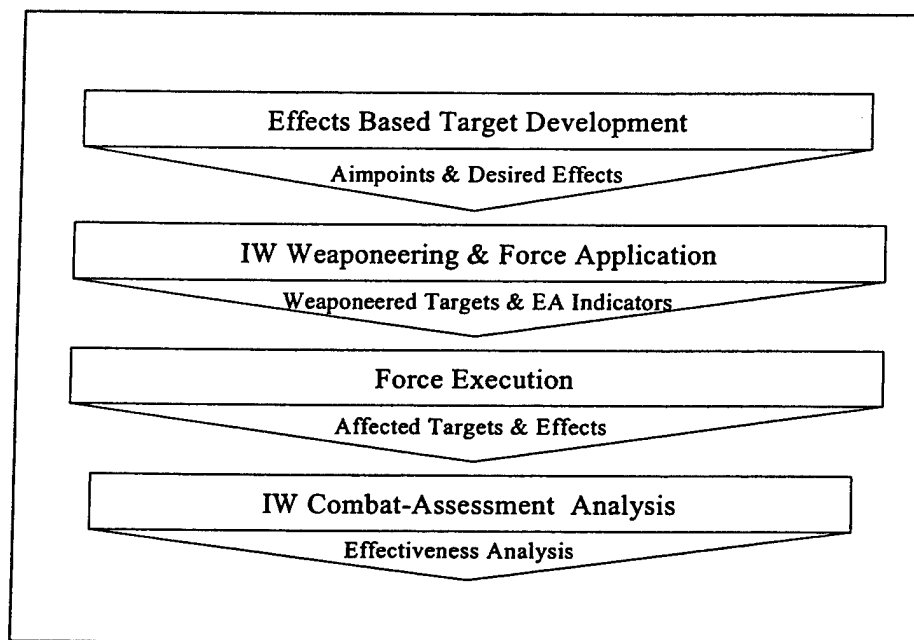 Effects Based Target Development
Aimpoints & Desired Effects
IW Weaponeering & Force Application
Weaponeered Targets & EA Indicators
Force Execution
Affected Targets & Effects
IW Combat-Assessment Analysis
Effectiveness Analysis